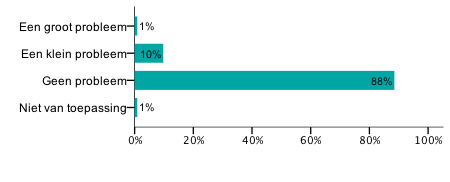 Een groot probleem 1%
Een klein probleem 10%
Geen probleem 88%
Niet van toepassing 1%
0% 20% 40% 60% 80% 100%